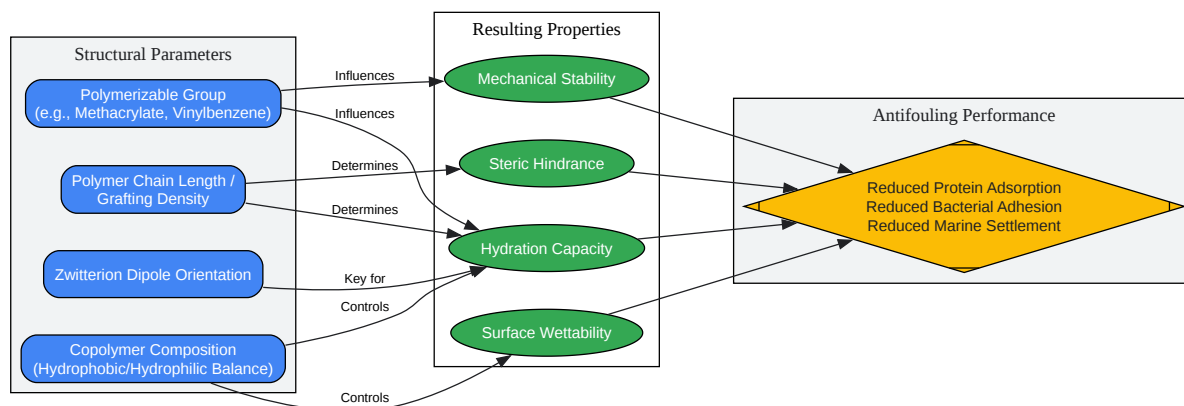 Structural Parameters
Polymerizable Group
(e.g., Methacrylate, Vinylbenzene)
Polymer Chain Length /
Grafting Density
Zwitterion Dipole Orientation
Copolymer Composition
(Hydrophobic/Hydrophilic Balance)
Influences
Influences
Determines
Determines
Key for
Controls
Controls
Resulting Properties
Mechanical Stability
Steric Hindrance
Hydration Capacity
Surface Wettability
Antifouling Performance
Reduced Protein Adsorption
Reduced Bacterial Adhesion
Reduced Marine Settlement